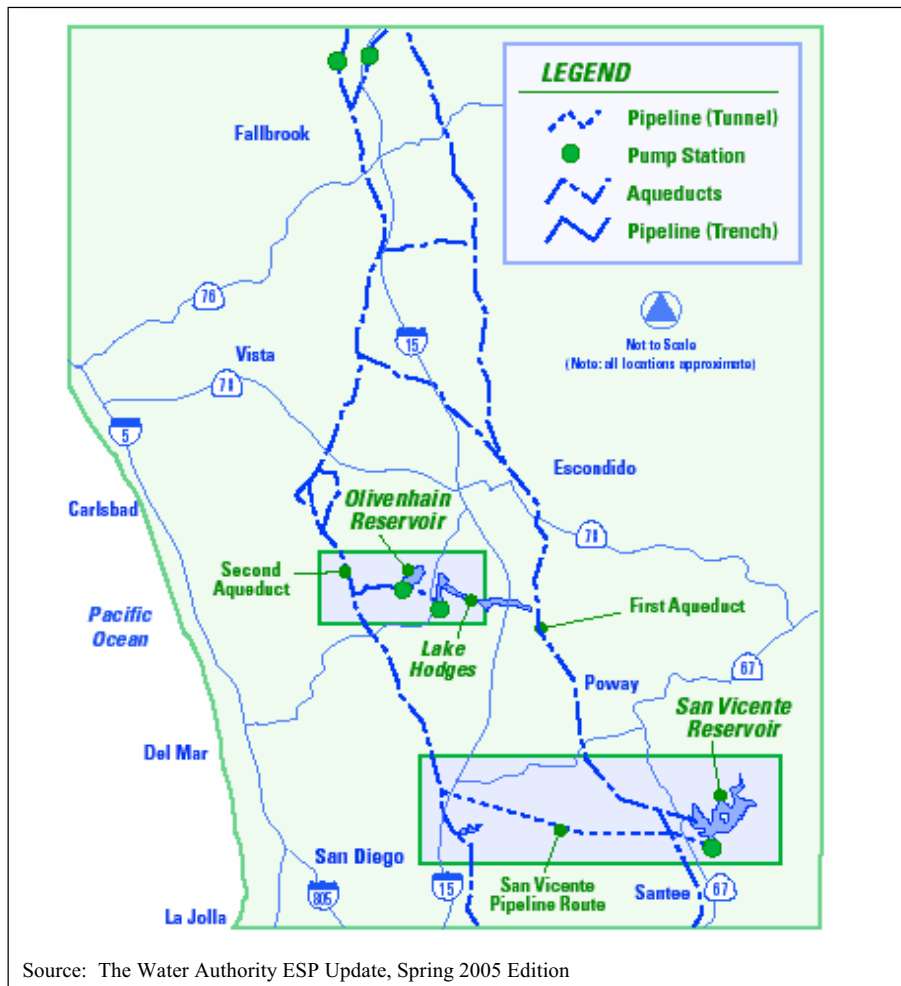 LEGEND
Pipeline (Tunnel)
Pump Station
Aqueducts
Pipeline (Trench)
Fallbrook
76
15
Not to Scale
(Note: all locations approximate)
Vista
78
5
Escondido
Carlsbad
Olivenhain
Reservoir
78
Second
Aqueduct
First Aqueduct
Pacific
Ocean
Lake
Hodges
67
Poway
San Vicente
Reservoir
Del Mar
San Diego
San Vicente
Pipeline Route
Santee
67
15
805
La Jolla
Source: The Water Authority ESP Update, Spring 2005 Edition